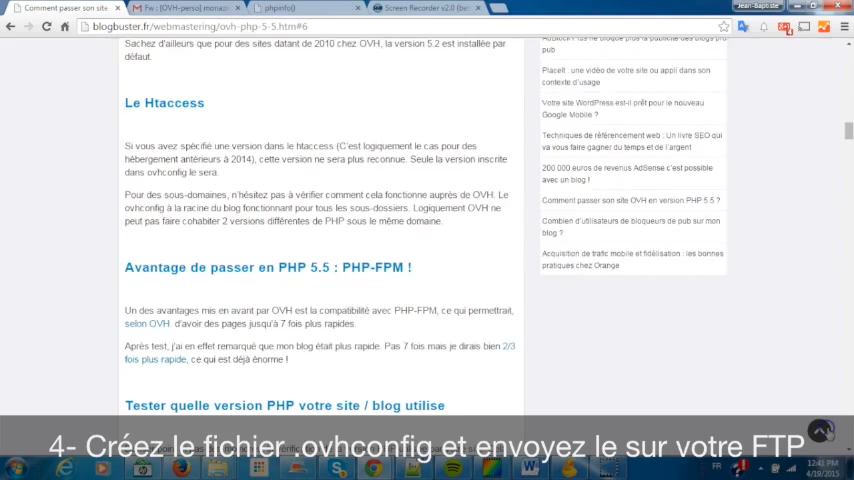 Comment passer son site
Fw : [OVH-perso] monazin
phpinfo()
Screen Recorder v2.0 (bet
Jean-Baptiste
blogbuster.fr/webmastering/ovh-php-5-5.htm#6
Sachez d'ailleurs que pour des sites datant de 2010 chez OVH, la version 5.2 est installée par
défaut.
Le Htaccess
Si vous avez spécifié une version dans le htaccess (C'est logiquement le cas pour des
hébergement antérieurs à 2014), cette version ne sera plus reconnue. Seule la version inscrite
dans ovhconfig le sera.
Pour des sous-domaines, n'hésitez pas à vérifier comment cela fonctionne auprès de OVH. Le
ovhconfig à la racine du blog fonctionnant pour tous les sous-dossiers. Logiquement OVH ne
peut pas faire cohabiter 2 versions différentes de PHP sous le même domaine.
Avantage de passer en PHP 5.5 : PHP-FPM !
Un des avantages mis en avant par OVH est la compatibilité avec PHP-FPM, ce qui permettrait,
selon OVH d'avoir des pages jusqu'à 7 fois plus rapides.
Après test, j'ai en effet remarqué que mon blog était plus rapide. Pas 7 fois mais je dirais bien 2/3
fois plus rapide, ce qui est déjà énorme !
Tester quelle version PHP votre site / blog utilise
AdBlock Plus ne bloque plus la publicité des blogs pro
pub
PlaceIt : une vidéo de votre site ou appli dans son
contexte d'usage
Votre site WordPress est-il prêt pour le nouveau
Google Mobile ?
Techniques de référencement web : Un livre SEO qui
va vous faire gagner du temps et de l'argent
200 000 euros de revenus AdSense c'est possible
avec un blog !
Comment passer son site OVH en version PHP 5.5 ?
Combien d'utilisateurs de bloqueurs de pub sur mon
blog ?
Acquisition de trafic mobile et fidélisation : les bonnes
pratiques chez Orange
4- Créez le fichier .ovhconfig et envoyez le sur votre FTP
FR
12:41 PM
4/19/2015